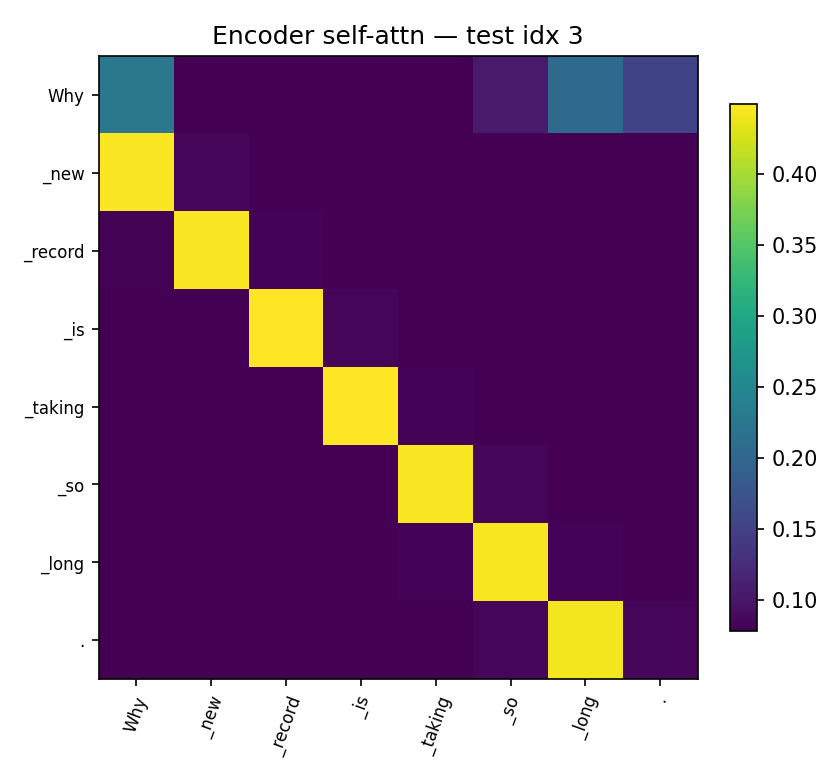 Encoder self-attn — test idx 3
Why
_new
_record
_is
_taking
_so
_long
.
Why
_new
_record
_is
_taking
_so
_long
.
0.40
0.35
0.30
0.25
0.20
0.15
0.10